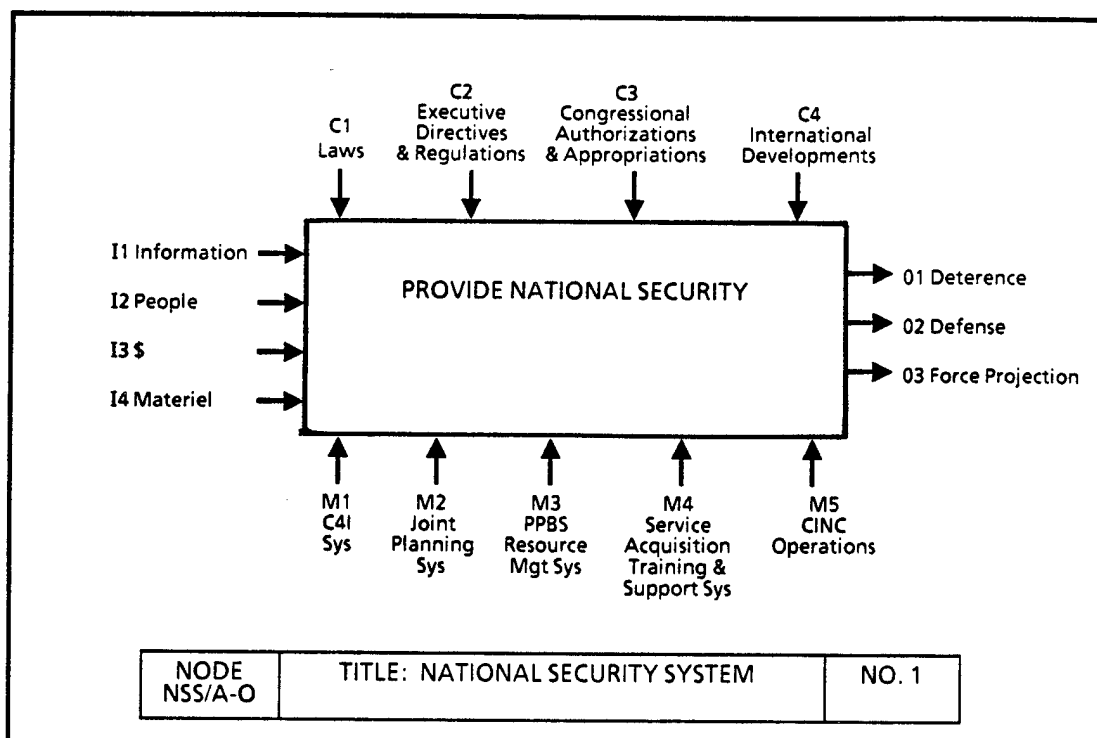 C1
Laws
C2
Executive
Directives
& Regulations
C3
Congressional
Authorizations
& Appropriations
C4
International
Developments
I1 Information
I2 People
I3 $
I4 Materiel
PROVIDE NATIONAL SECURITY
01 Deterence
02 Defense
03 Force Projection
M1
C4I
Sys
M2
Joint
Planning
Sys
M3
PPBS
Resource
Mgt Sys
M4
Service
Acquisition
Training &
Support Sys
M5
CINC
Operations
NODE
NSS/A-O
TITLE: NATIONAL SECURITY SYSTEM
NO. 1